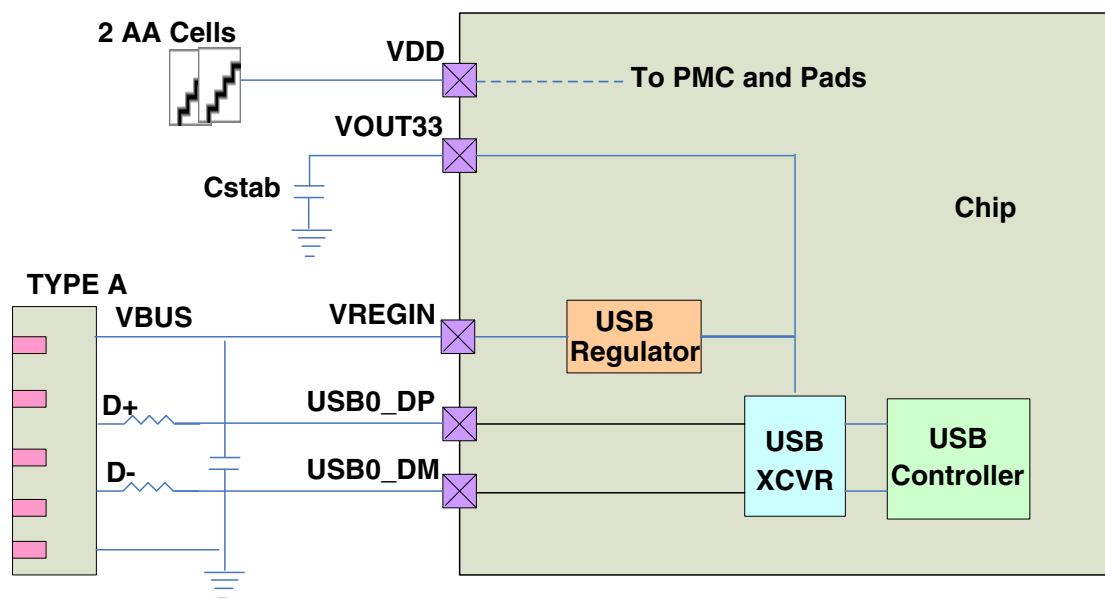 2 AA Cells
VDD
To PMC and Pads
VOUT33
Cstab
Chip
TYPE A
VBUS
VREGIN
USB
Regulator
D+
USB0_DP
D-
USB0_DM
USB
XCVR
USB
Controller